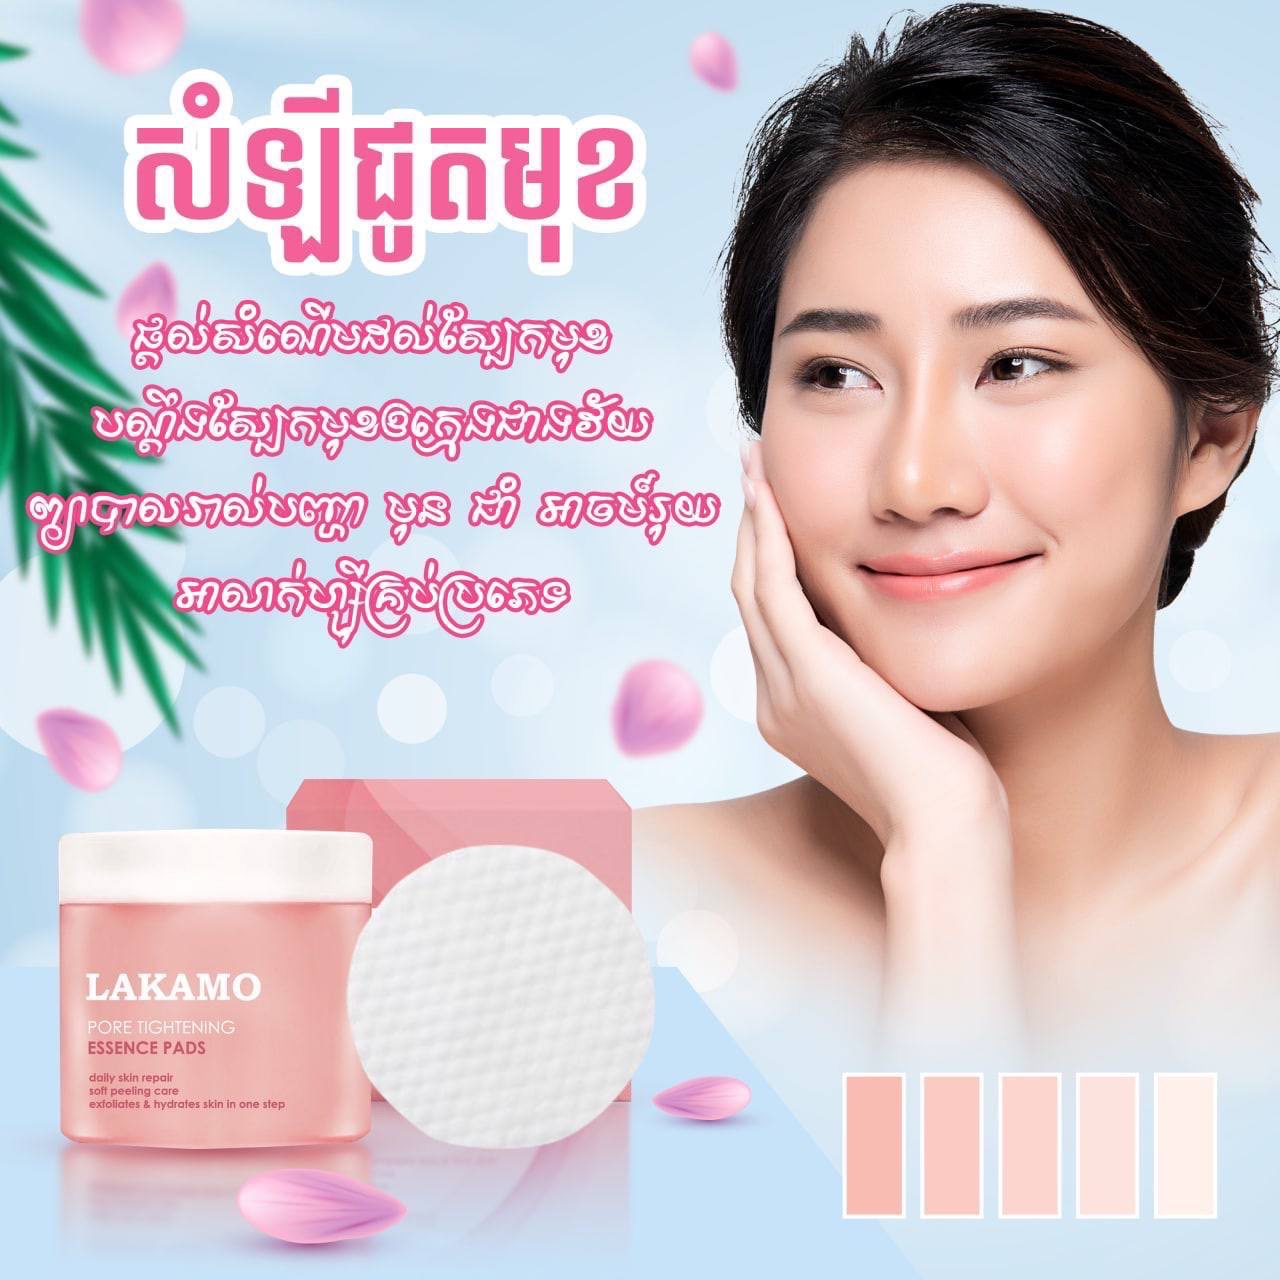 សំឡីជូតមុខ
ផ្តល់សំណើមដល់ស្បែកមុខ
បណ្តឹងស្បែកមុខឲក្មេងជាងវ័យ
ព្យាបាលរាល់បញ្ហា មុន ជាំ អាចម៍រុយ
អាលាក់ហ្ស៊ីគ្រប់ប្រភេទ
LAKAMO
PORE TIGHTENING
ESSENCE PADS
daily skin repair
soft peeling care
exfoliates & hydrates skin in one step